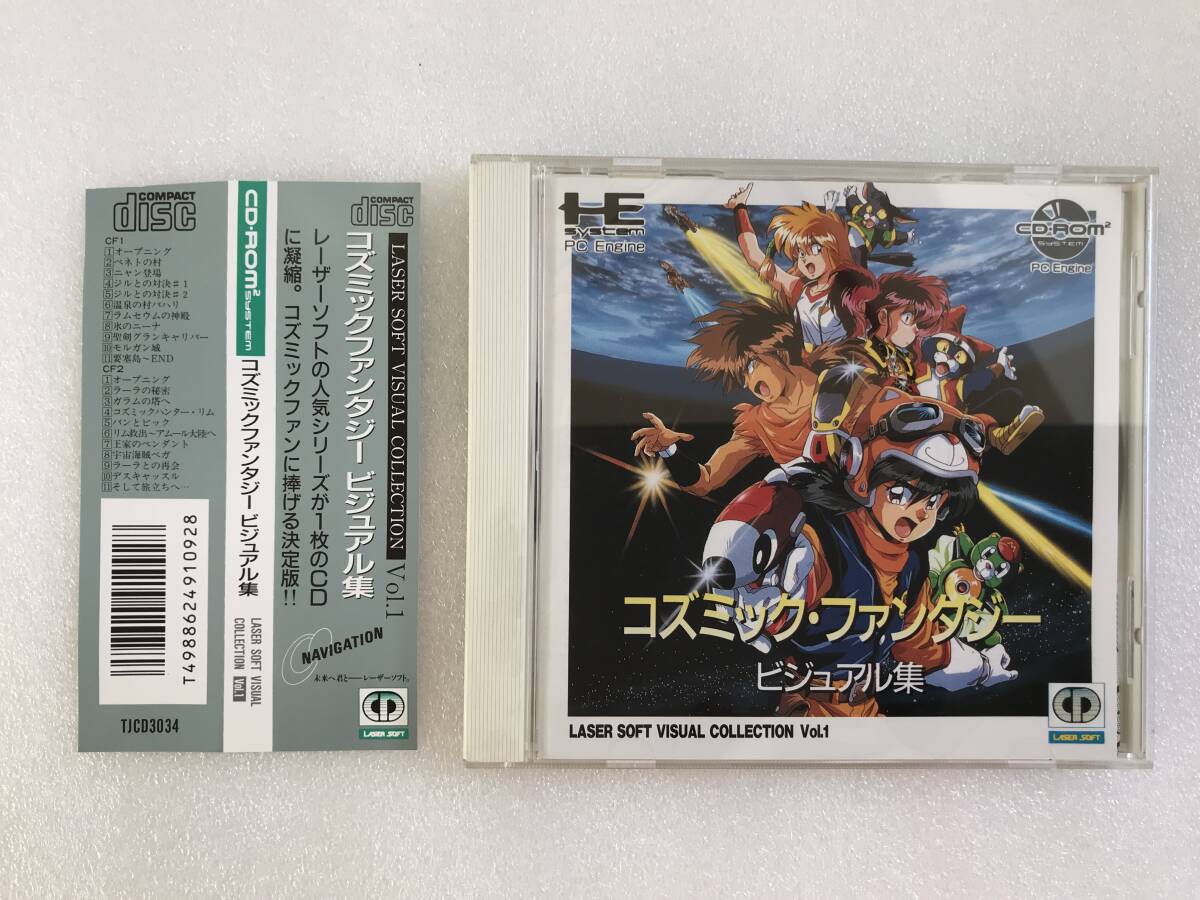 COMPACT
disc
CF1
1 オープニング
2 ベネトの村
3 ニャン登場
4 ジルとの対決#1
5 ジルとの対決#2
6 温泉の村パハリ
7 ラムセウムの神殿
8 氷のニーナ
9 聖剣グランキャリバー
10 モルガン城
11 要塞島〜END
CF2
1 オープニング
2 ラーラの秘密
3 ガラムの塔へ
4 コズミックハンター・リム
5 バンとピック
6 リム救出〜アムール大陸へ
7 王家のペンダント
8 宇宙海賊ベガ
9 ラーラとの再会
10 デスキャッスル
11 そして旅立ちへ…
T4988624910928
TJCD3034
CD・ROM² SYSTEM
コズミックファンタジー ビジュアル集
LASER SOFT VISUAL
COLLECTION Vol.1
COMPACT
disc
LASER SOFT VISUAL COLLECTION Vol.1
コズミックファンタジー ビジュアル集
レーザーソフトの人気シリーズが1枚のCD
に凝縮。コズミックファンに捧げる決定版!!
NAVIGATION
未来へ君と――レーザーソフト。
CD
LASER SOFT
HE
system
PC Engine
CD-ROM²
SYSTEM
PC Engine
コズミック・ファンタジー
ビジュアル集
LASER SOFT VISUAL COLLECTION Vol.1
CD
LASER SOFT